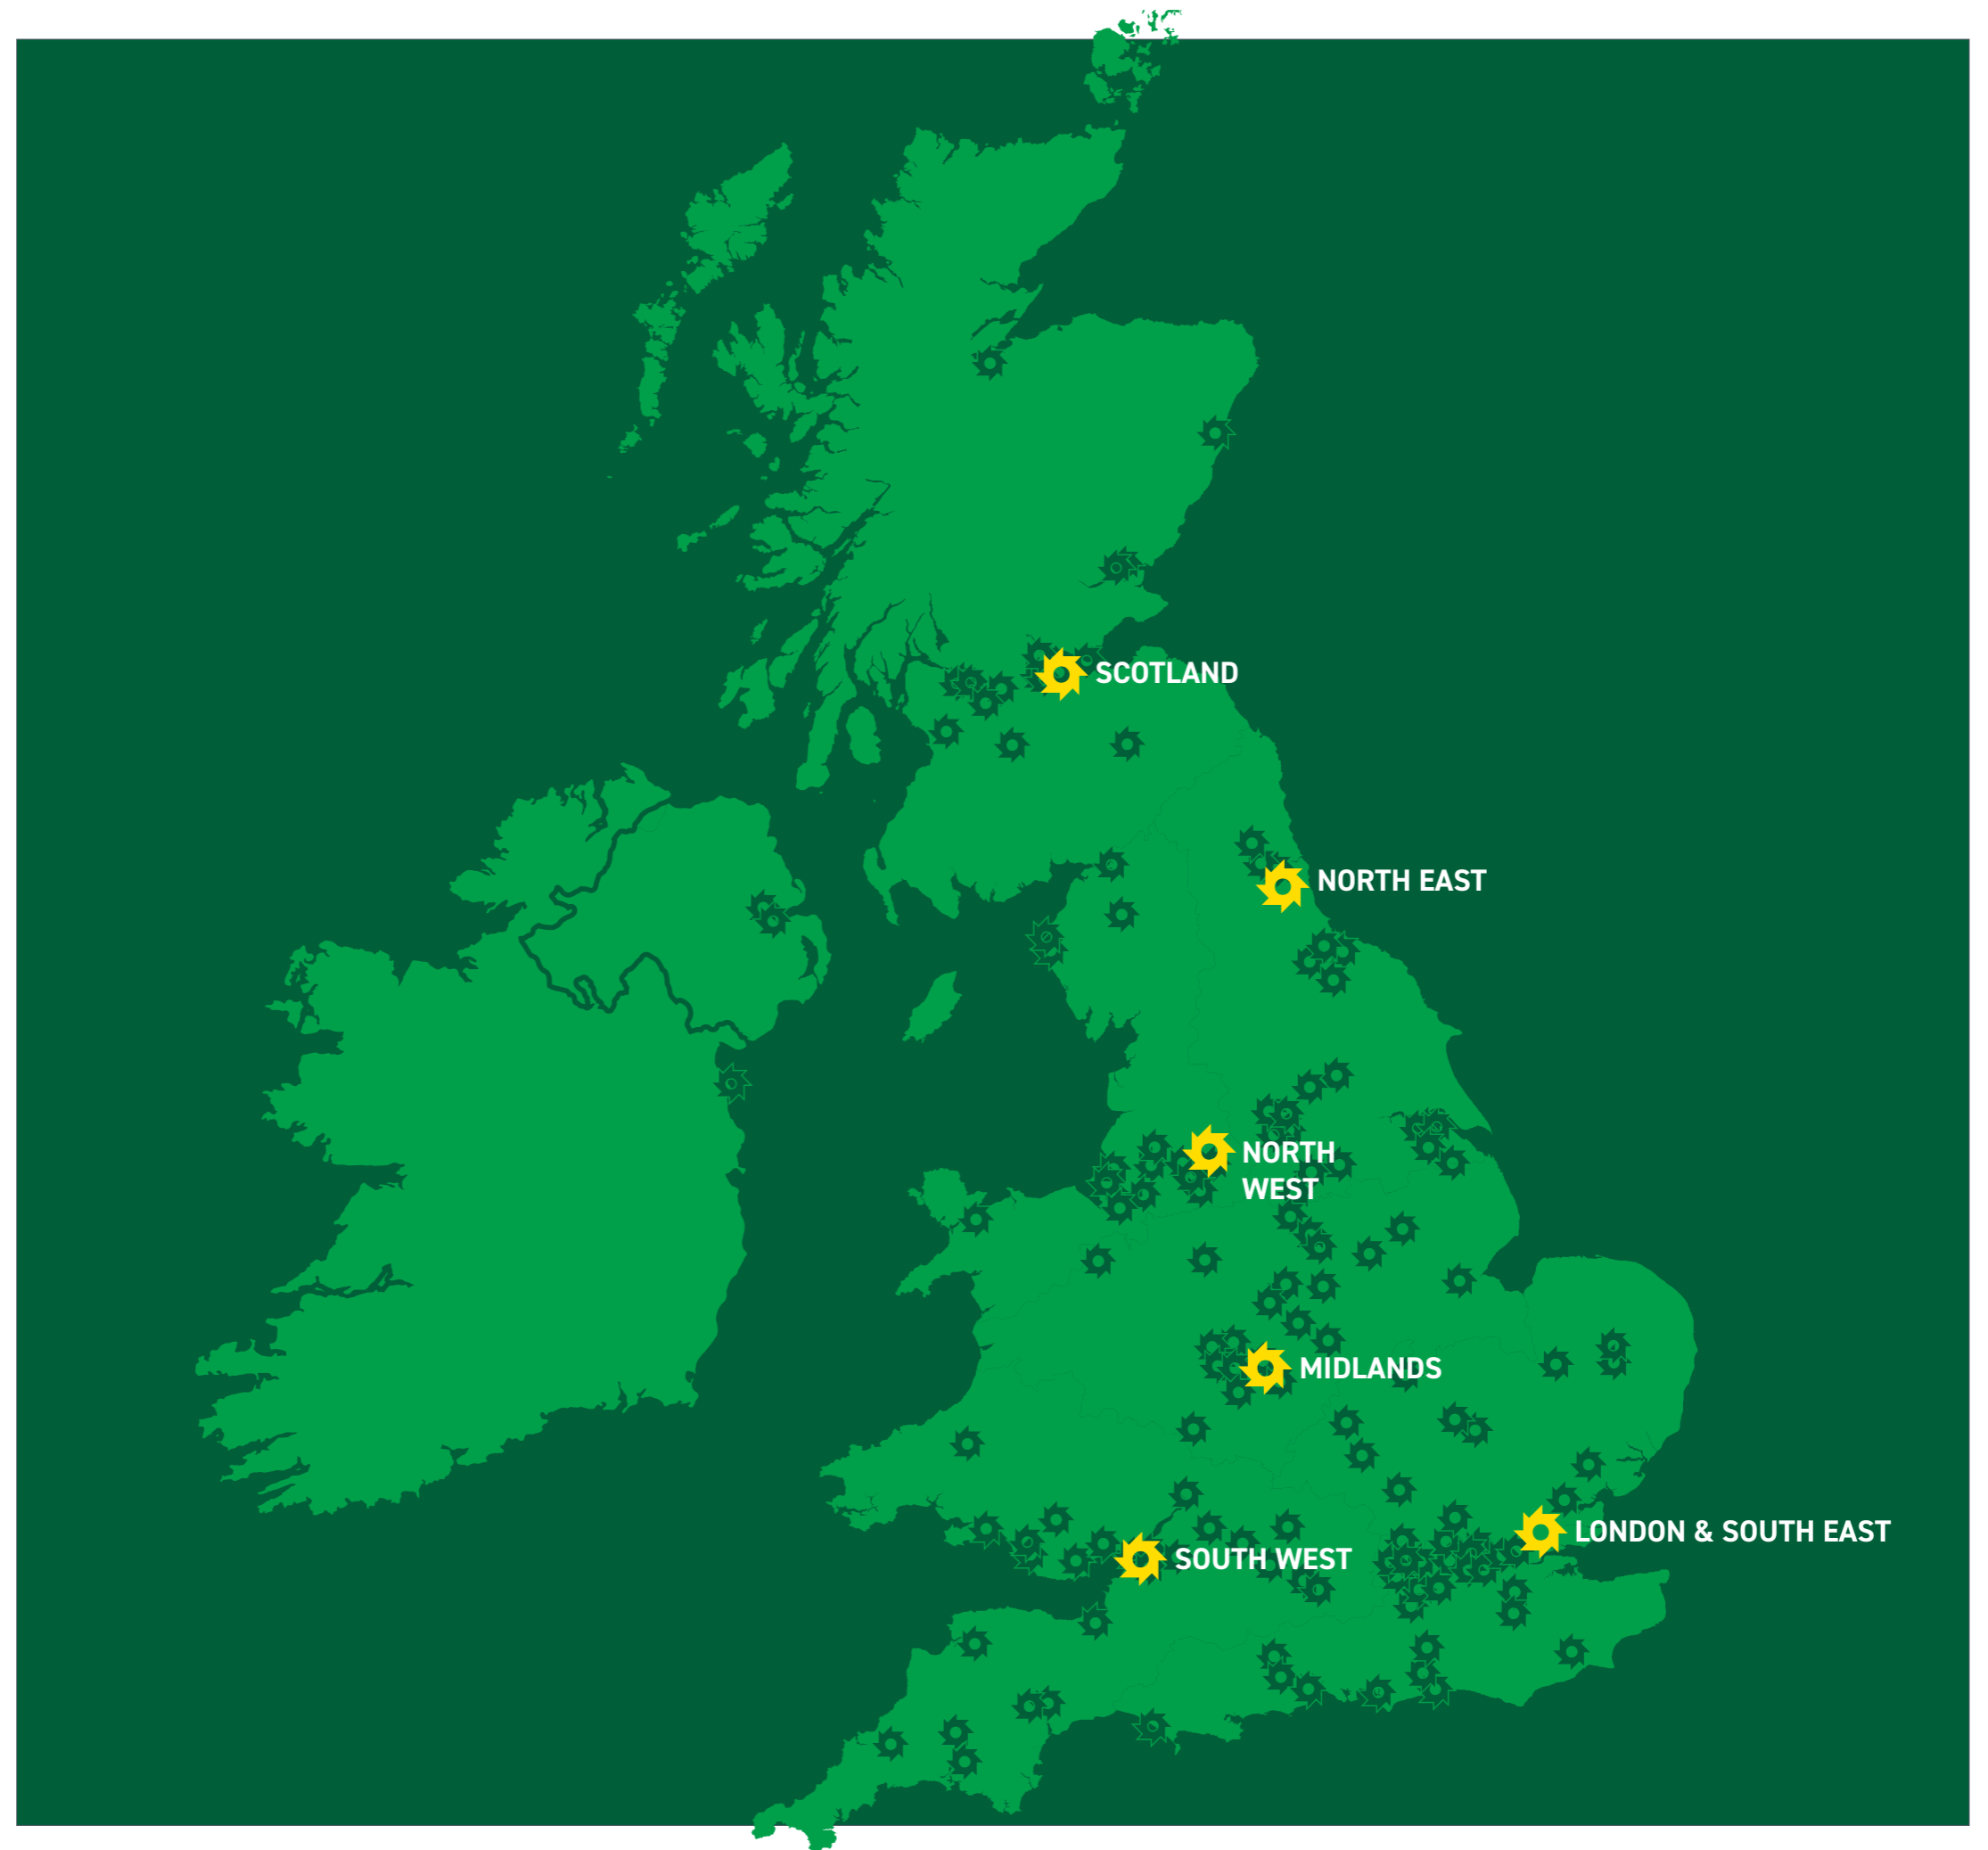 SCOTLAND
NORTH EAST
NORTH
WEST
MIDLANDS
LONDON & SOUTH EAST
SOUTH WEST